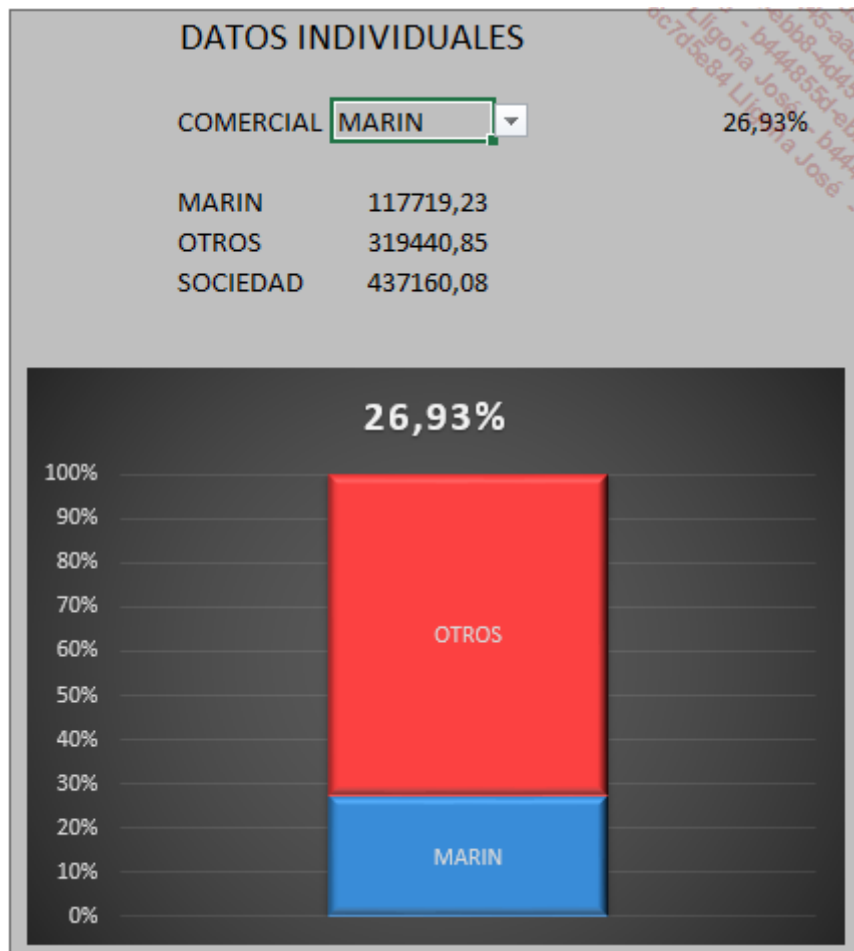 DATOS INDIVIDUALES
COMERCIAL MARIN 26,93%
MARIN 117719,23
OTROS 319440,85
SOCIEDAD 437160,08
26,93%
100%
90%
80%
70%
60%
50%
40%
30%
20%
10%
0%
OTROS
MARIN